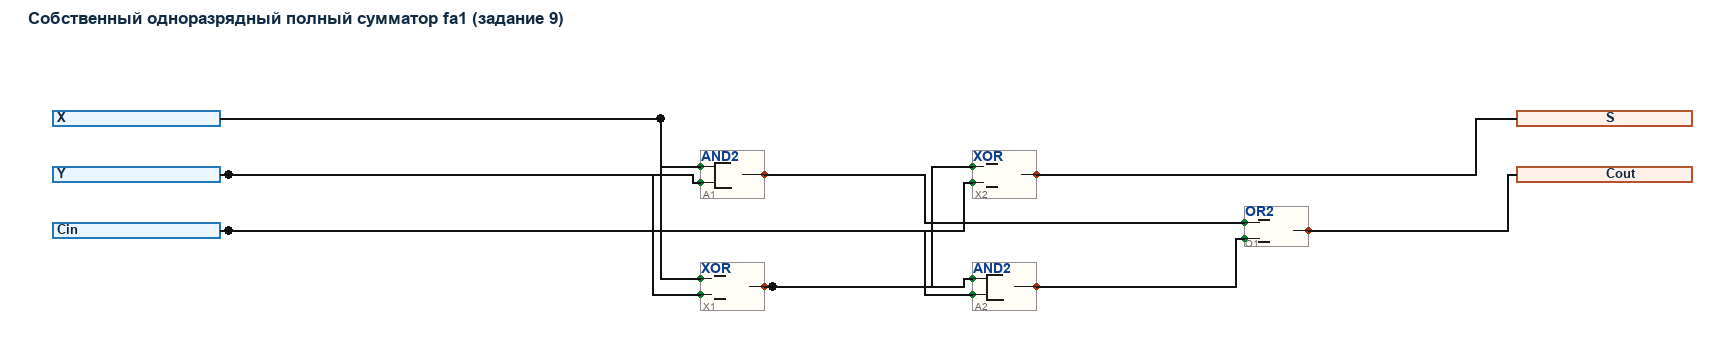 Собственный одноразрядный полный сумматор fa1 (задание 9)
X
S
AND2
XOR
Y
Cout
A1
X2
OR2
Cin
O1
XOR
AND2
X1
A2